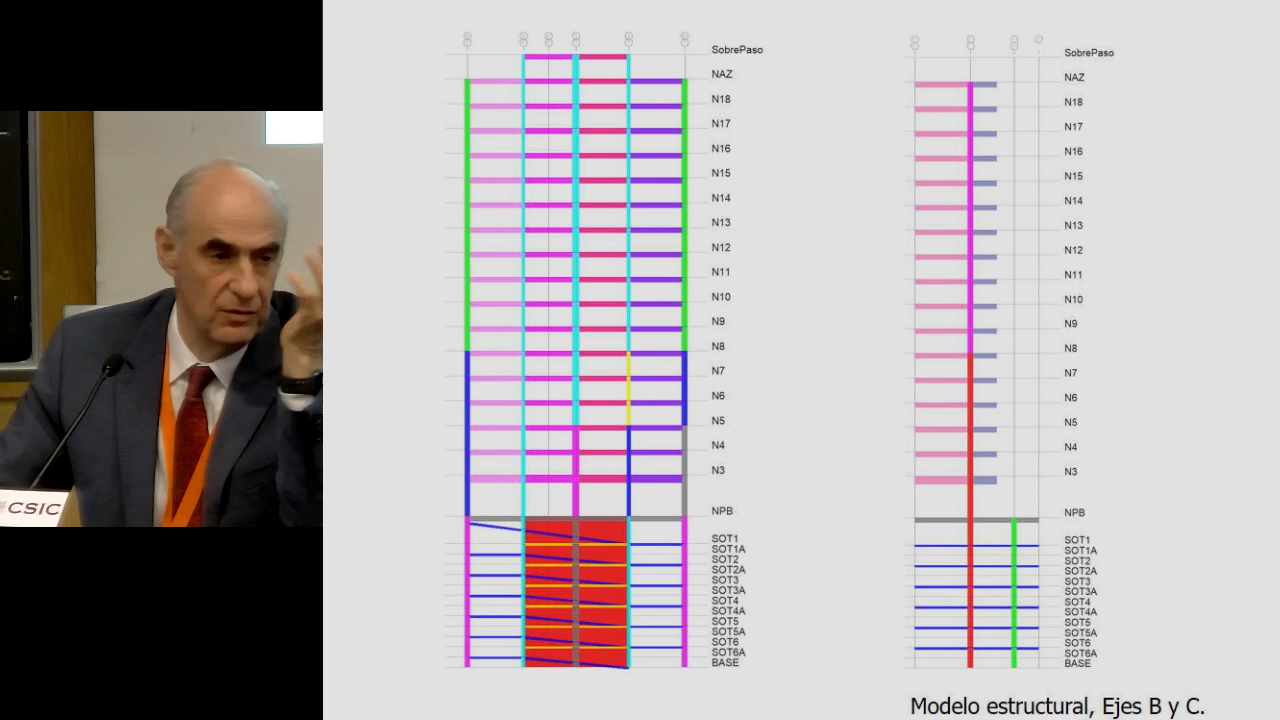 SobrePaso
NAZ
N18
N17
N16
N15
N14
N13
N12
N11
N10
N9
N8
N7
N6
N5
N4
N3
NPB
SOT1
SOT1A
SOT2
SOT2A
SOT3
SOT3A
SOT4
SOT4A
SOT5
SOT5A
SOT6
SOT6A
BASE
SobrePaso
NAZ
N18
N17
N16
N15
N14
N13
N12
N11
N10
N9
N8
N7
N6
N5
N4
N3
NPB
SOT1
SOT1A
SOT2
SOT2A
SOT3
SOT3A
SOT4
SOT4A
SOT5
SOT5A
SOT6
SOT6A
BASE
Modelo estructural, Ejes B y C.
CSIC